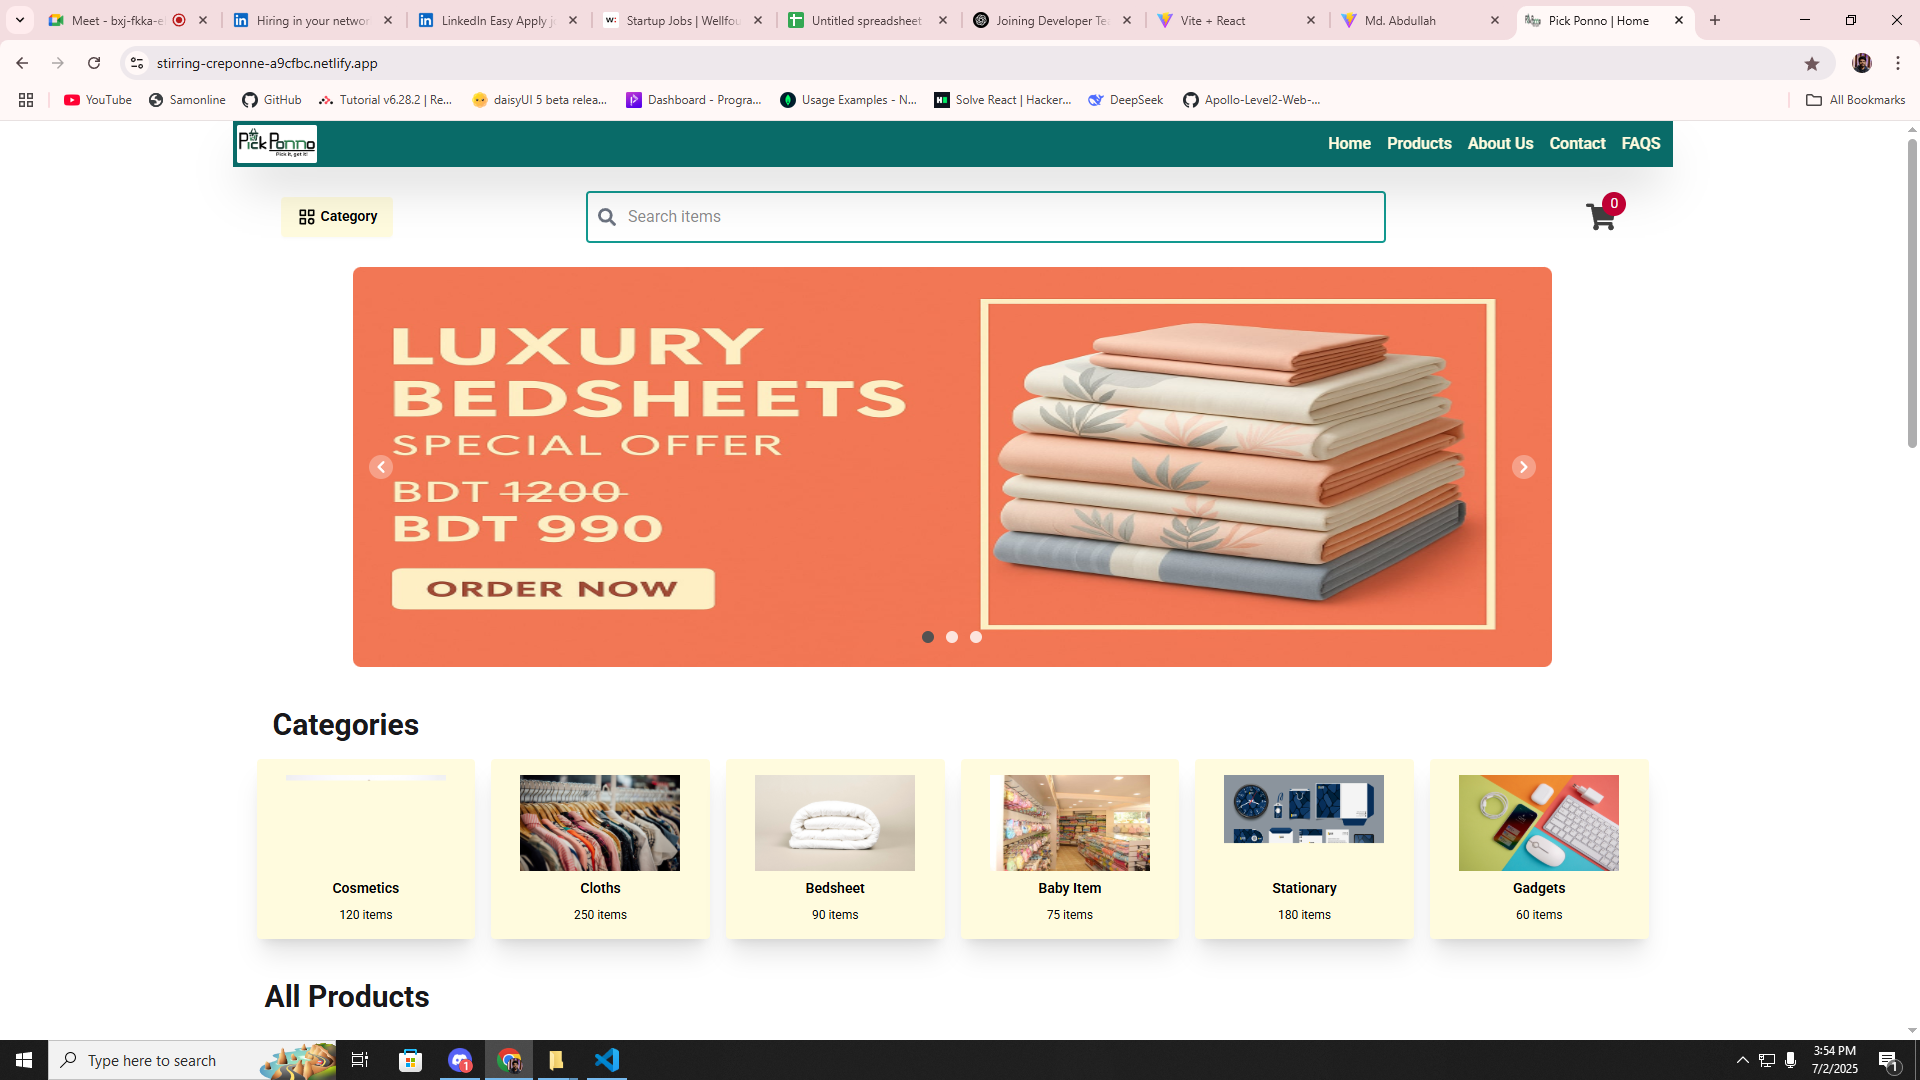 Meet - bxj-fkka-e
Hiring in your networ
LinkedIn Easy Apply j
Startup Jobs | Wellfou
Untitled spreadsheet
Joining Developer Te
Vite + React
Md. Abdullah
Pick Ponno | Home
stirring-creponne-a9cfbc.netlify.app
YouTube
Samonline
GitHub
Tutorial v6.28.2 | Re...
daisyUI 5 beta relea...
Dashboard - Progra...
Usage Examples - N...
Solve React | Hacker...
DeepSeek
Apollo-Level2-Web-...
All Bookmarks
Pick Ponno
Pick it, get it!
Home Products About Us Contact FAQS
Category
Search items
0
LUXURY
BEDSHEETS
SPECIAL OFFER
BDT 1200
BDT 990
ORDER NOW
Categories
Cosmetics
120 items
Cloths
250 items
Bedsheet
90 items
Baby Item
75 items
Stationary
180 items
Gadgets
60 items
All Products
Type here to search
1
3:54 PM
7/2/2025
1